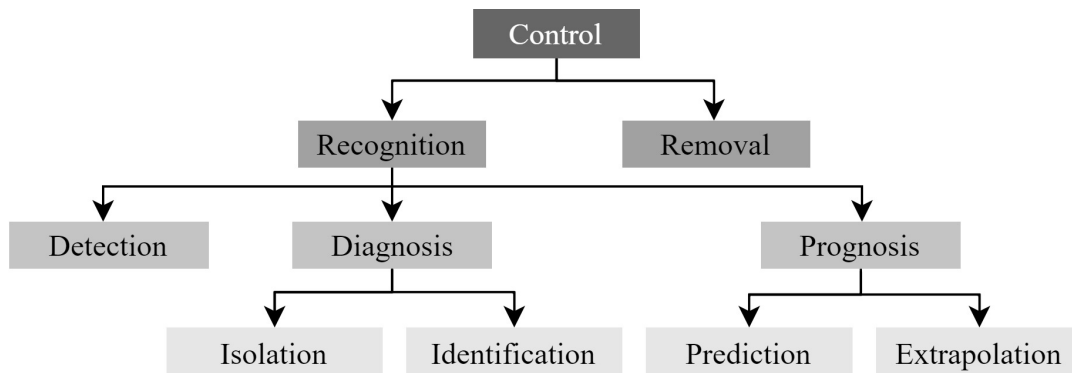 Control
Recognition
Removal
Detection
Diagnosis
Prognosis
Isolation
Identification
Prediction
Extrapolation